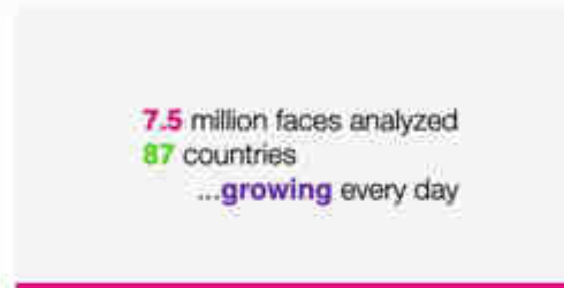 7.5 million faces analyzed
87 countries
...growing every day